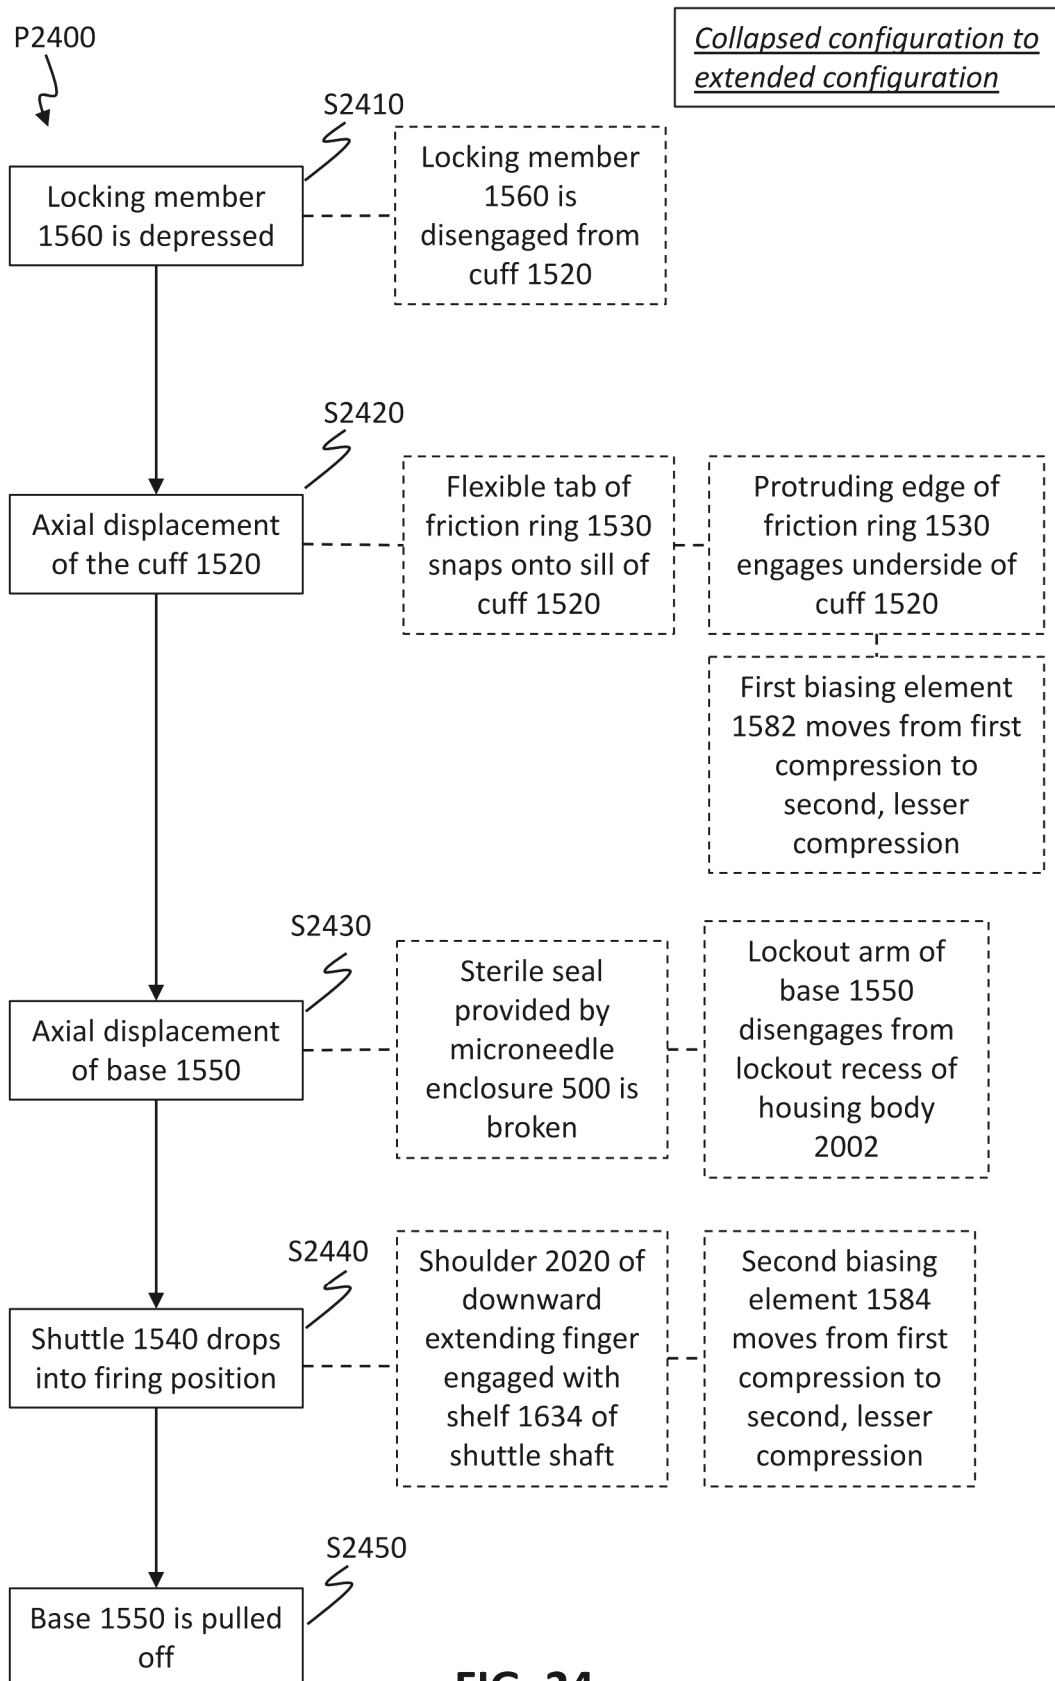 P2400
Collapsed configuration to
extended configuration
S2410
Locking member
1560 is depressed
Locking member
1560 is
disengaged from
cuff 1520
S2420
Axial displacement
of the cuff 1520
Flexible tab of
friction ring 1530
snaps onto sill of
cuff 1520
Protruding edge of
friction ring 1530
engages underside of
cuff 1520
First biasing element
1582 moves from first
compression to
second, lesser
compression
S2430
Axial displacement
of base 1550
Sterile seal
provided by
microneedle
enclosure 500 is
broken
Lockout arm of
base 1550
disengages from
lockout recess of
housing body
2002
S2440
Shuttle 1540 drops
into firing position
Shoulder 2020 of
downward
extending finger
engaged with
shelf 1634 of
shuttle shaft
Second biasing
element 1584
moves from first
compression to
second, lesser
compression
S2450
Base 1550 is pulled
off
FIG. 24